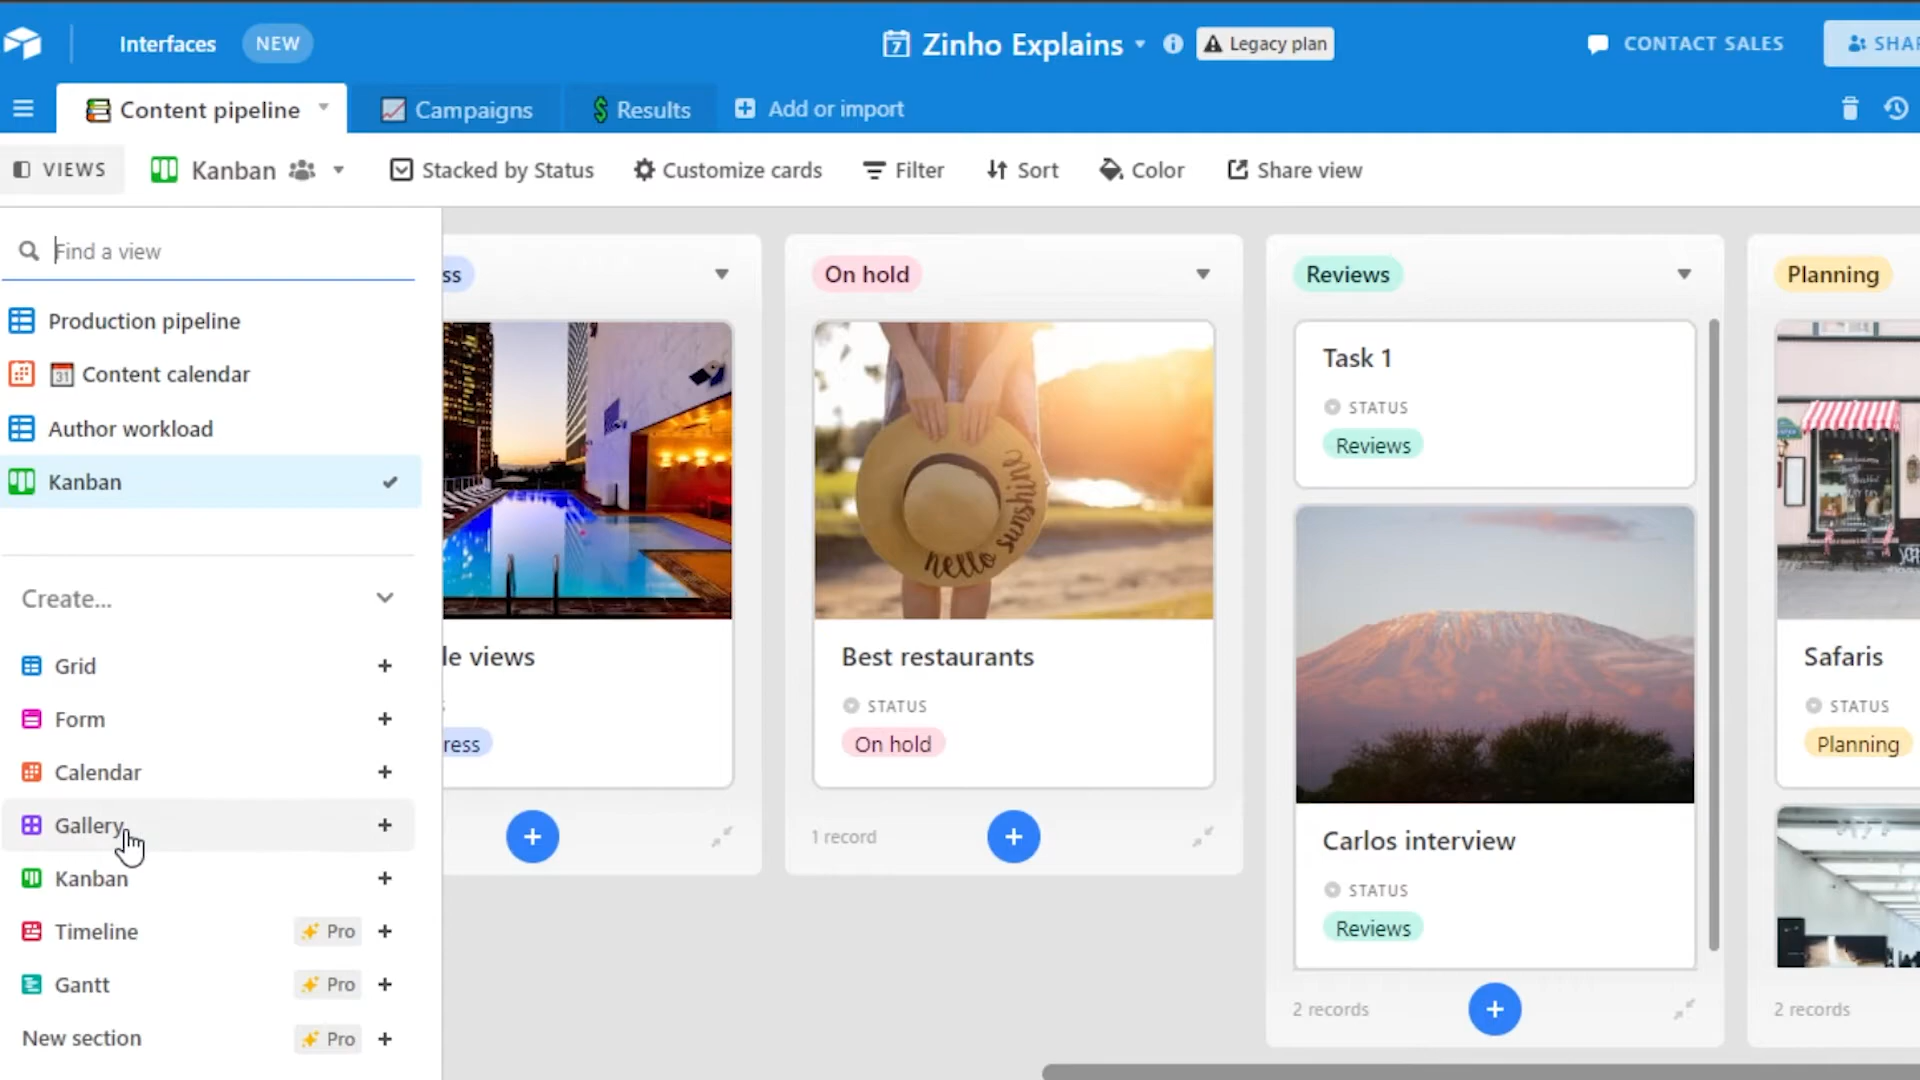 Interfaces NEW
Zinho Explains
Legacy plan
CONTACT SALES
Content pipeline
Campaigns
Results
Add or import
VIEWS
Kanban
Stacked by Status
Customize cards
Filter
Sort
Color
Share view
Find a view
Production pipeline
31 Content calendar
Author workload
Kanban
Create...
Grid
Form
Calendar
Gallery
Kanban
Timeline Pro
Gantt Pro
New section Pro
On hold
hello sunshine
Best restaurants
STATUS
On hold
1 record
Reviews
Task 1
STATUS
Reviews
Carlos interview
STATUS
Reviews
2 records
Planning
Safaris
STATUS
Planning
2 records
views